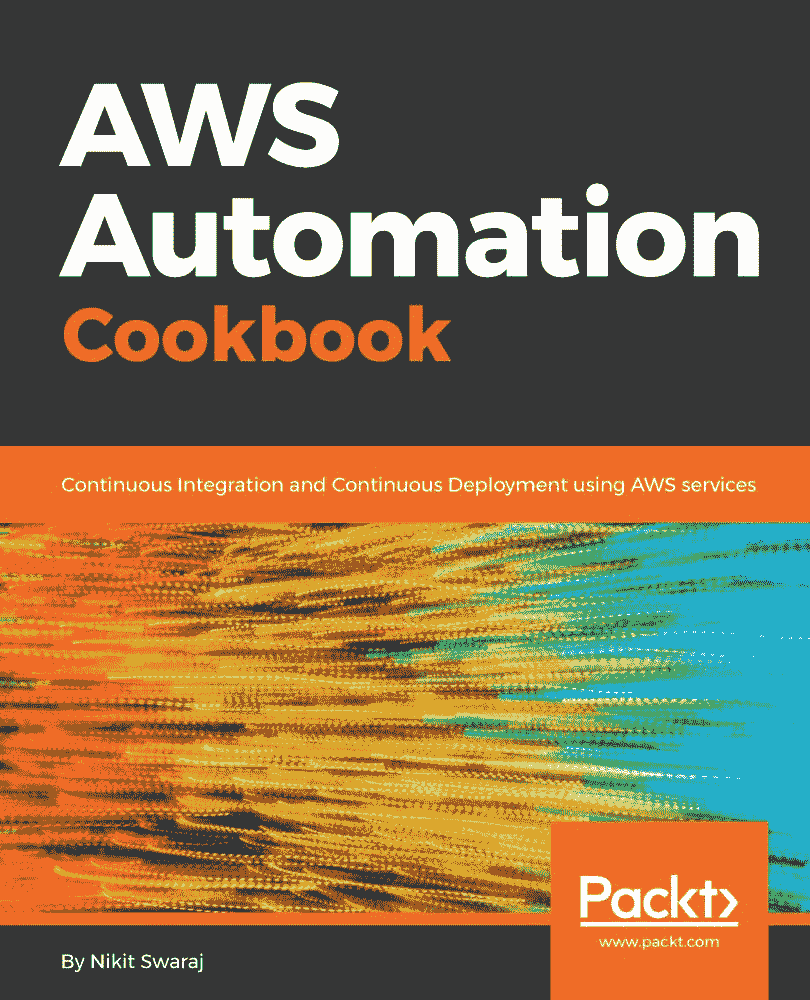 AWS
Automation
Cookbook
Continuous Integration and Continuous Deployment using AWS services
Packt>
www.packt.com
By Nikit Swaraj